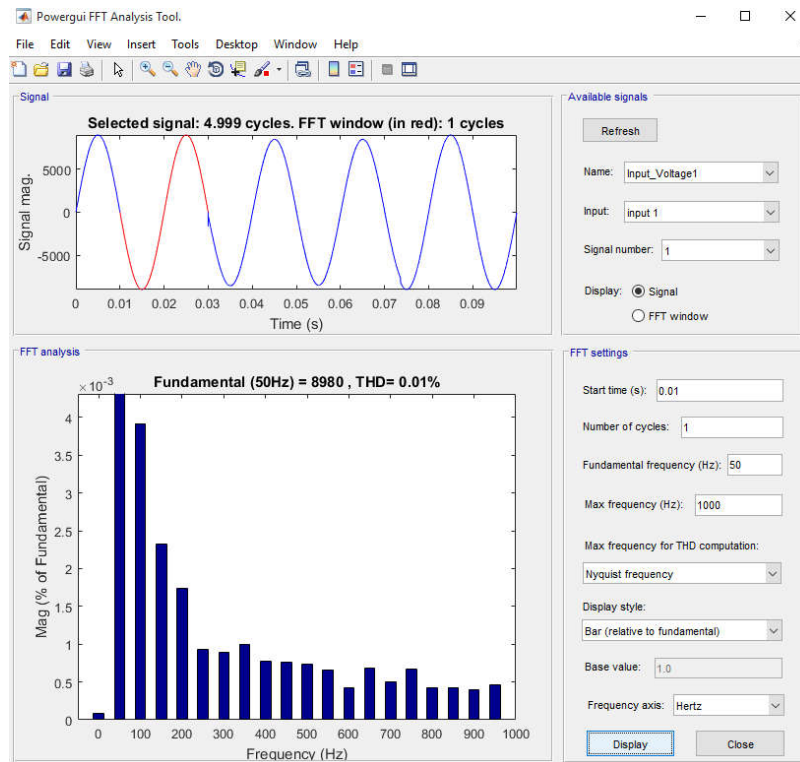 Powergui FFT Analysis Tool.
File Edit View Insert Tools Desktop Window Help
Signal
Selected signal: 4.999 cycles. FFT window (in red): 1 cycles
Signal mag.
5000
0
-5000
0 0.01 0.02 0.03 0.04 0.05 0.06 0.07 0.08 0.09
Time (s)
Available signals
Refresh
Name: Input_Voltage1
Input: input 1
Signal number: 1
Display: Signal
FFT window
FFT analysis
×10⁻³
Fundamental (50Hz) = 8980 , THD= 0.01%
Mag (% of Fundamental)
4
3.5
3
2.5
2
1.5
1
0.5
0
0 100 200 300 400 500 600 700 800 900 1000
Frequency (Hz)
FFT settings
Start time (s): 0.01
Number of cycles: 1
Fundamental frequency (Hz): 50
Max frequency (Hz): 1000
Max frequency for THD computation:
Nyquist frequency
Display style:
Bar (relative to fundamental)
Base value: 1.0
Frequency axis: Hertz
Display Close